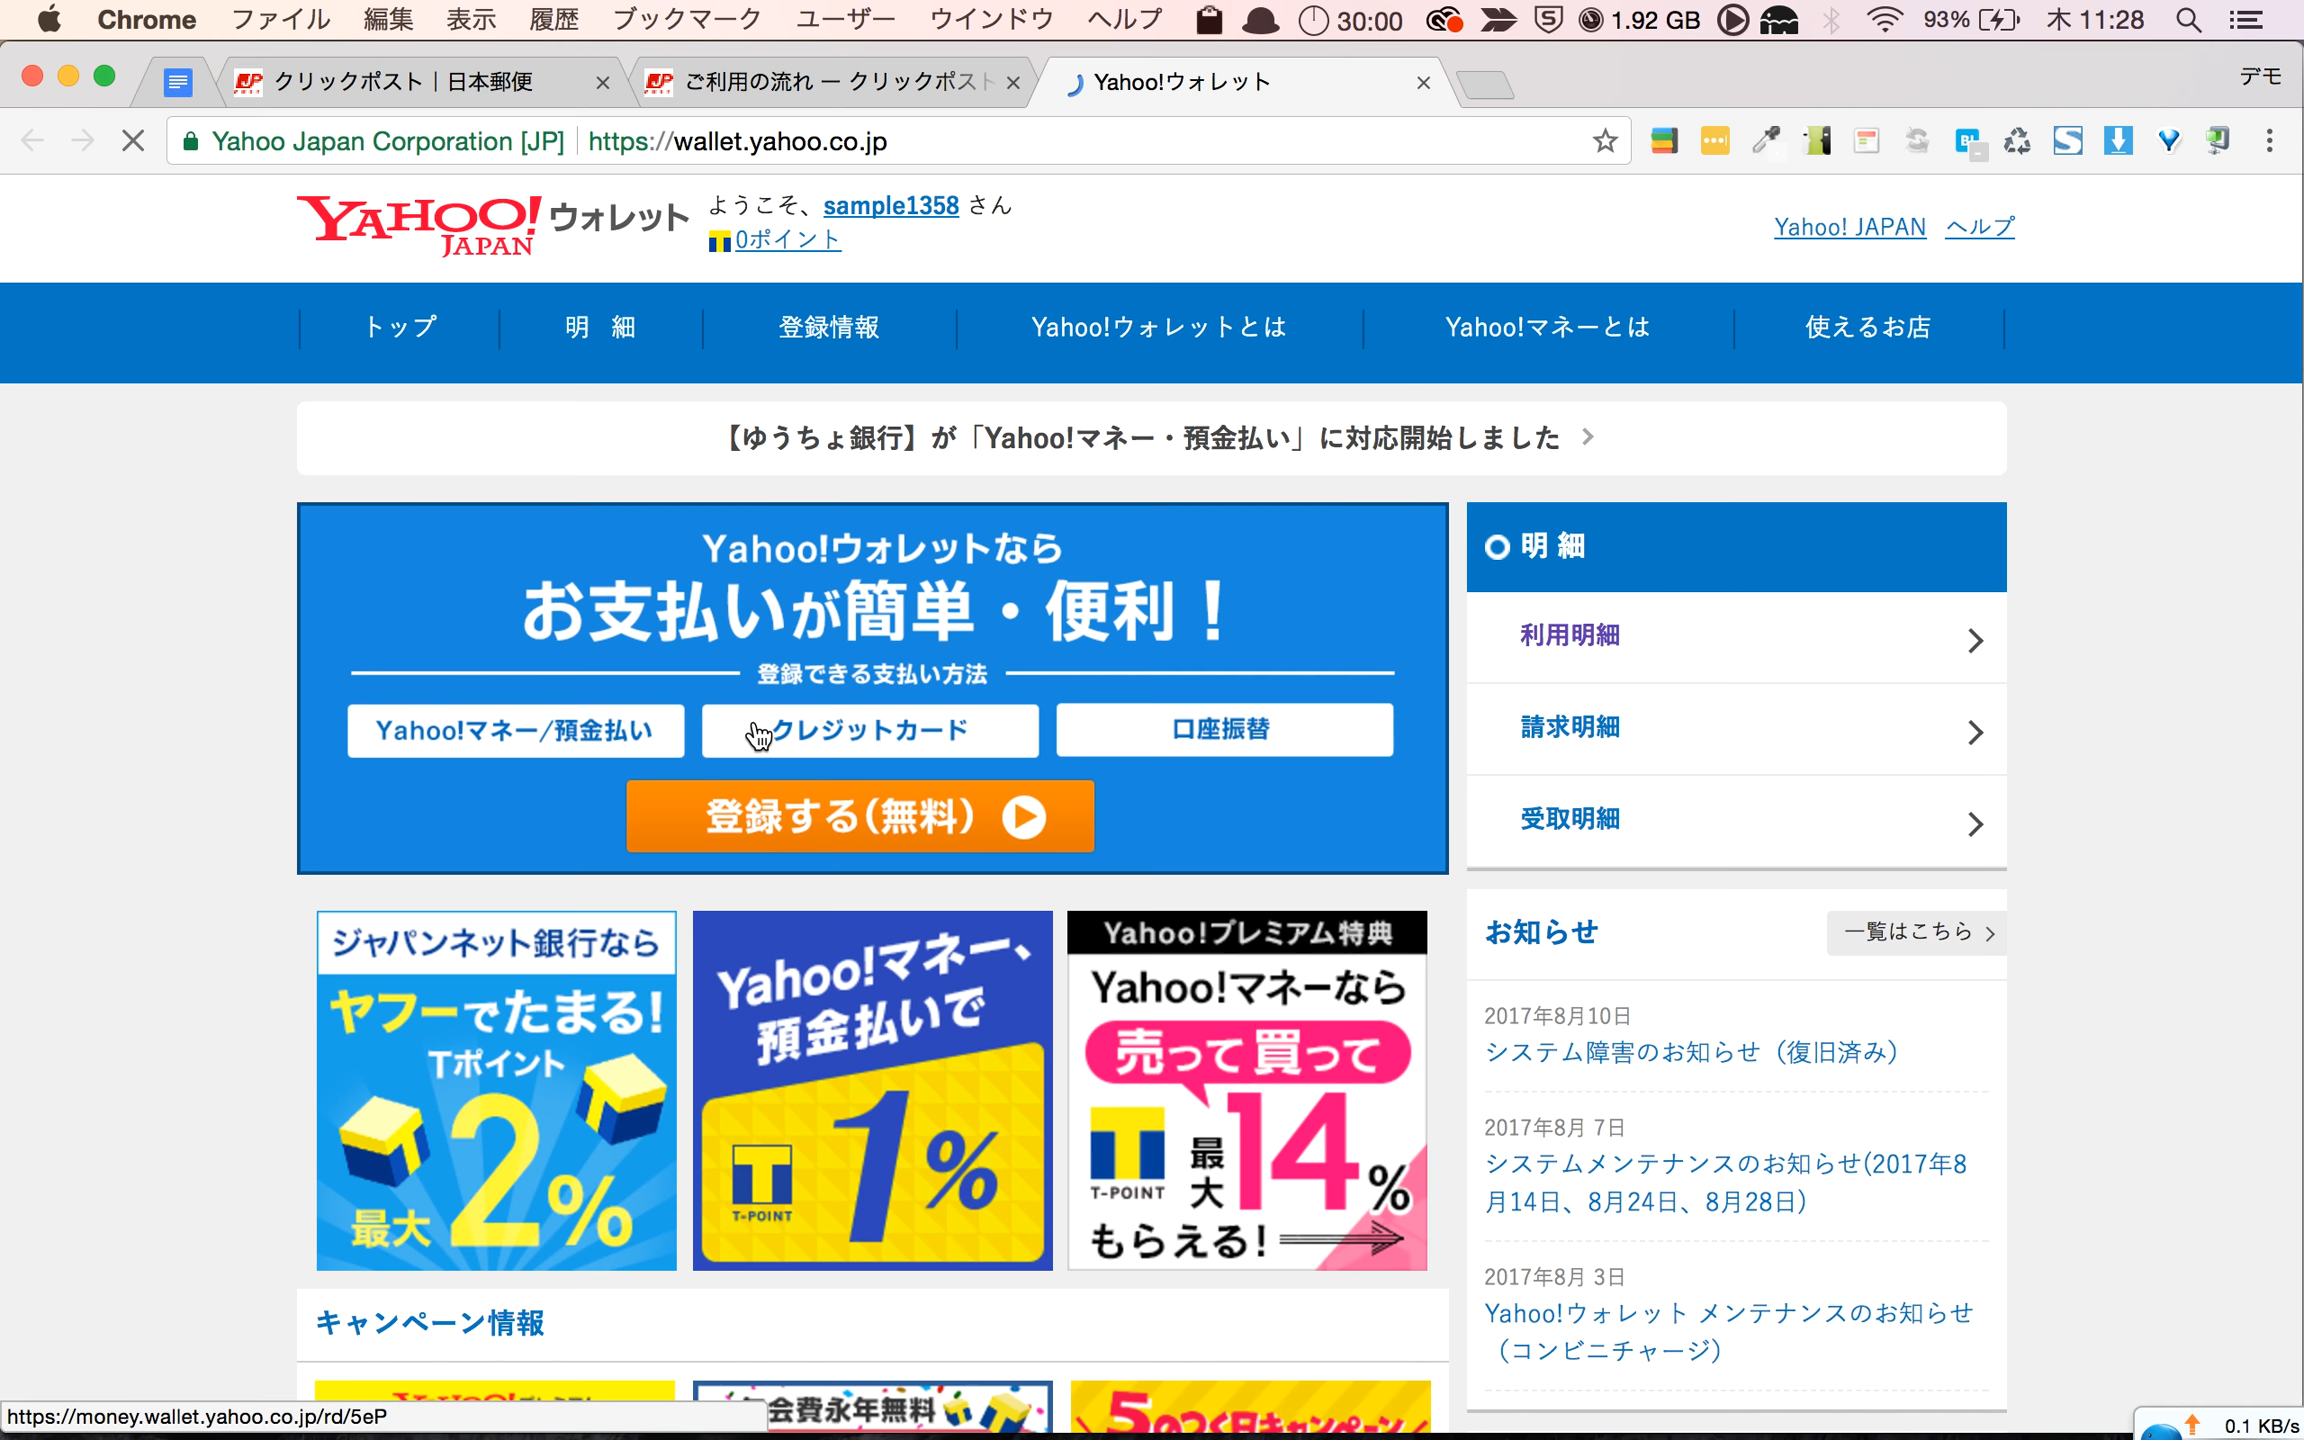 Chrome ファイル 編集 表示 履歴 ブックマーク ユーザー ウインドウ ヘルプ 30:00 1.92 GB 93% 木 11:28
クリックポスト | 日本郵便 ご利用の流れ ー クリックポスト Yahoo!ウォレット デモ
Yahoo Japan Corporation [JP] https://wallet.yahoo.co.jp
YAHOO! JAPAN ウォレット
ようこそ、sample1358 さん
0ポイント
Yahoo! JAPAN ヘルプ
トップ 明 細 登録情報 Yahoo!ウォレットとは Yahoo!マネーとは 使えるお店
【ゆうちょ銀行】が「Yahoo!マネー・預金払い」に対応開始しました
Yahoo!ウォレットなら
お支払いが簡単・便利！
登録できる支払い方法
Yahoo!マネー/預金払い クレジットカード 口座振替
登録する(無料)
明 細
利用明細
請求明細
受取明細
ジャパンネット銀行なら
ヤフーでたまる！
Tポイント
最大2%
Yahoo!マネー、
預金払いで
1%
T-POINT
Yahoo!プレミアム特典
Yahoo!マネーなら
売って買って
T-POINT
最大14%
もらえる！
お知らせ 一覧はこちら
2017年8月10日
システム障害のお知らせ（復旧済み）
2017年8月 7日
システムメンテナンスのお知らせ(2017年8
月14日、8月24日、8月28日)
2017年8月 3日
Yahoo!ウォレット メンテナンスのお知らせ
（コンビニチャージ）
キャンペーン情報
会費永年無料
5のつく日キャンペーン
https://money.wallet.yahoo.co.jp/rd/5eP
0.1 KB/s